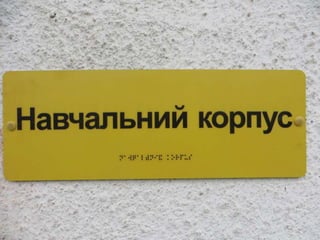 Навчальний корпус